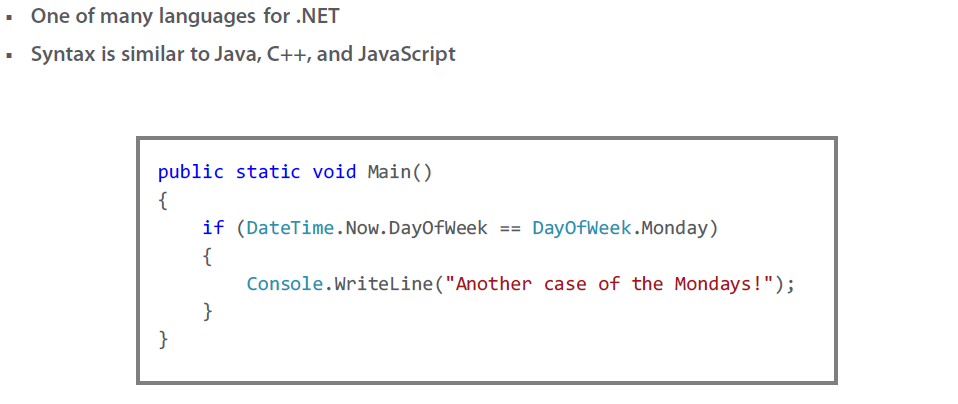 ▪ One of many languages for .NET
▪ Syntax is similar to Java, C++, and JavaScript
public static void Main()
{
    if (DateTime.Now.DayOfWeek == DayOfWeek.Monday)
    {
        Console.WriteLine("Another case of the Mondays!");
    }
}